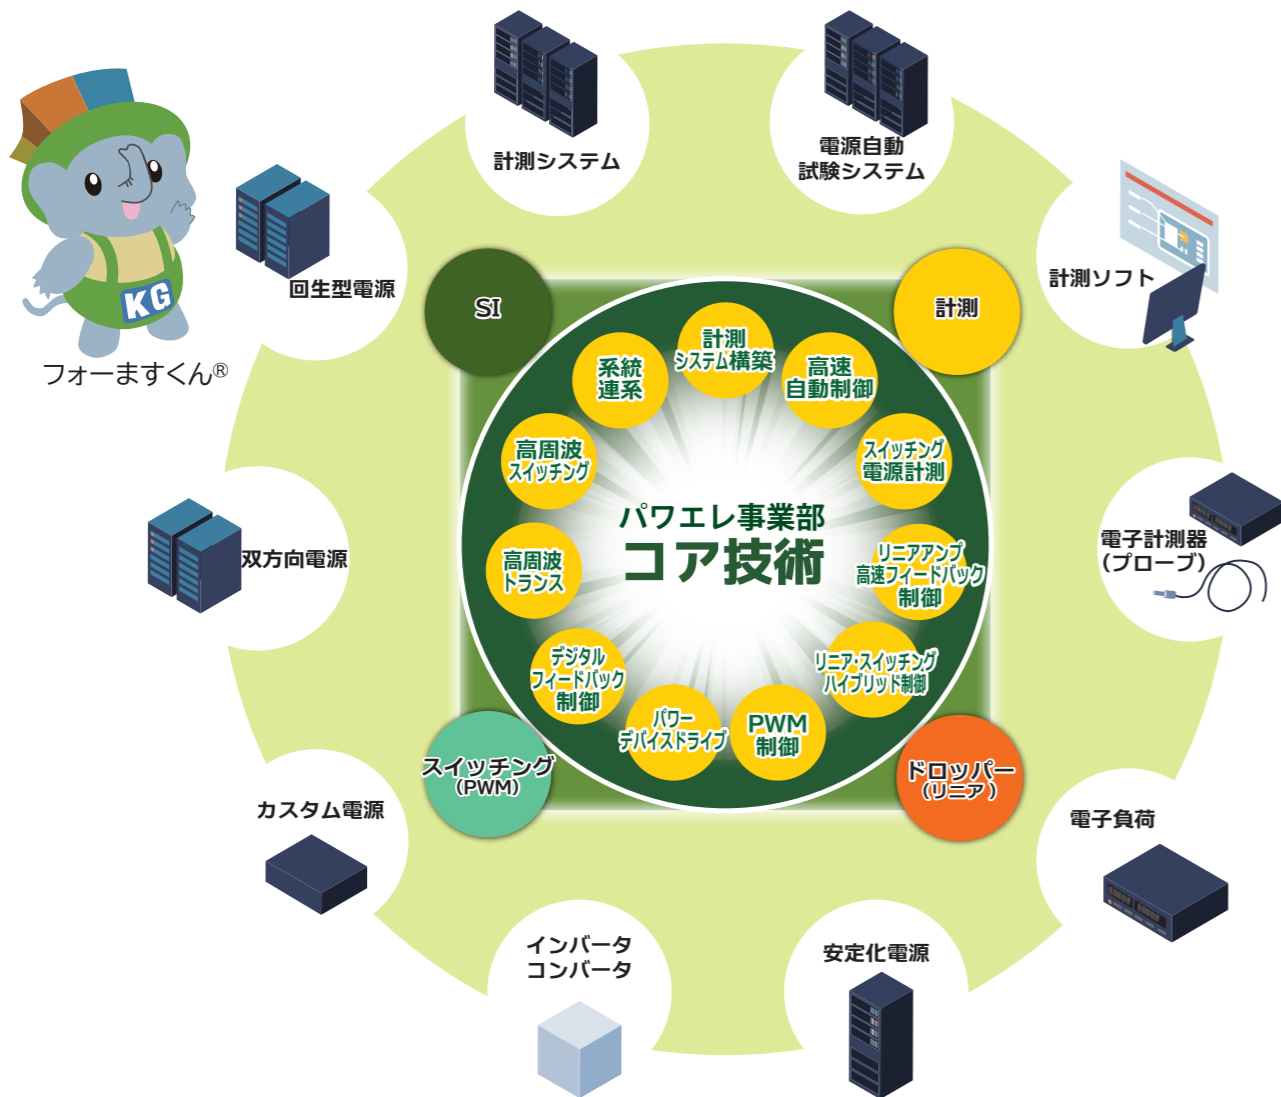 計測システム
電源自動
試験システム
計測ソフト
回生型電源
KG
フォーますくん®
SI
計測
計測
システム構築
系統
連系
高速
自動制御
高周波
スイッチング
スイッチング
電源計測
パワエレ事業部
コア技術
双方向電源
高周波
トランス
リニアアンプ
高速フィードバック
制御
電子計測器
(プローブ)
デジタル
フィードバック
制御
リニア・スイッチング
ハイブリッド制御
パワー
デバイスドライブ
PWM
制御
スイッチング
(PWM)
ドロッパー
(リニア)
カスタム電源
電子負荷
インバータ
コンバータ
安定化電源